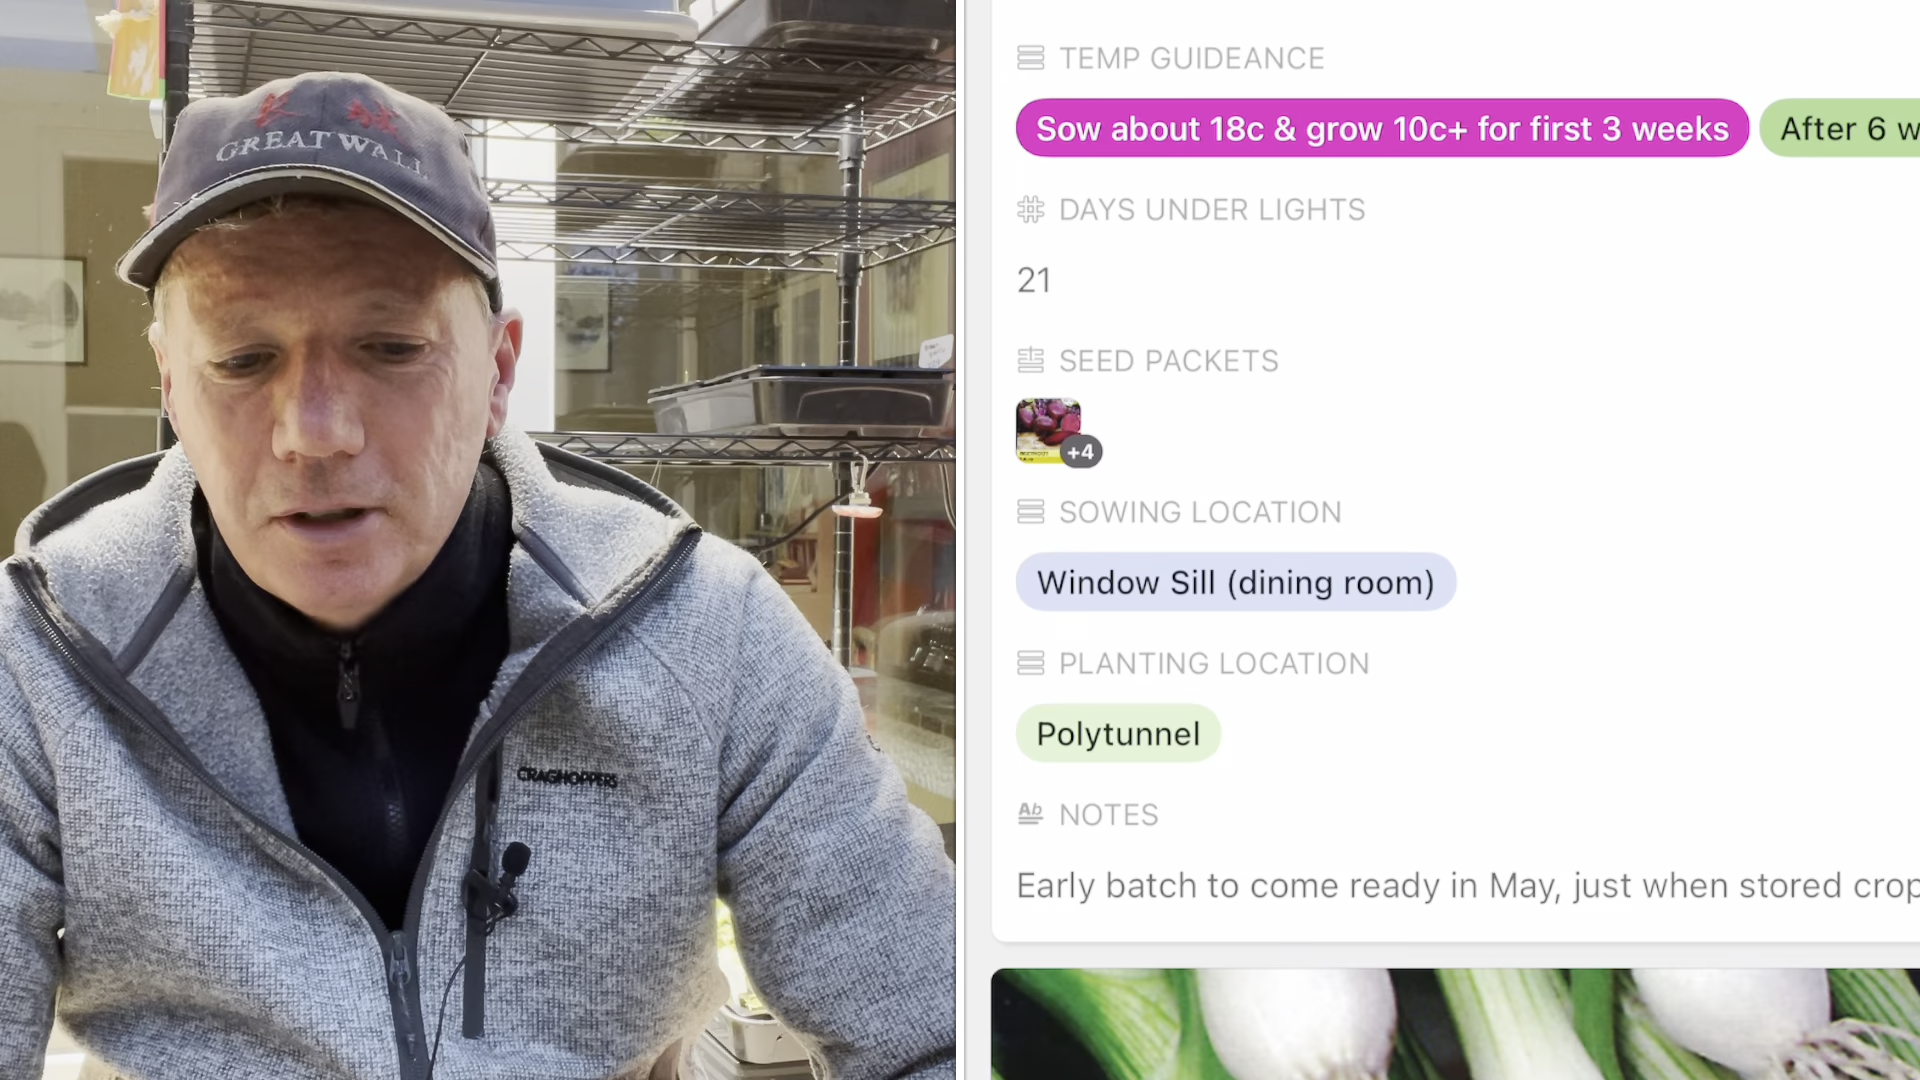 GREAT WALL
CRAGHOPPERS
TEMP GUIDEANCE
Sow about 18c & grow 10c+ for first 3 weeks
After 6 w
DAYS UNDER LIGHTS
21
SEED PACKETS
+4
SOWING LOCATION
Window Sill (dining room)
PLANTING LOCATION
Polytunnel
Ab NOTES
Early batch to come ready in May, just when stored crop